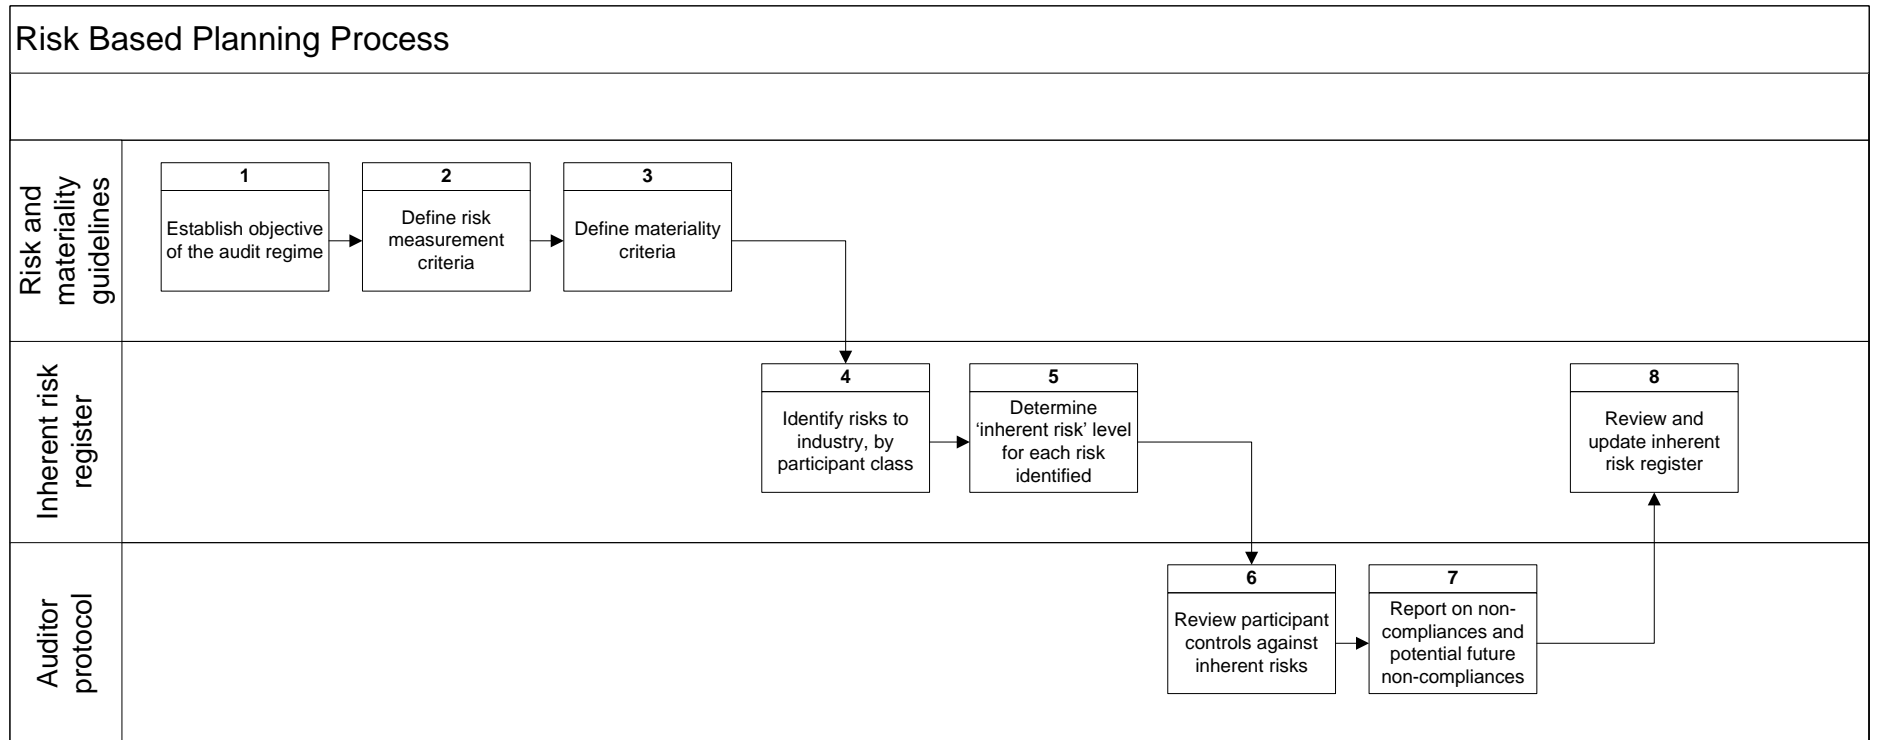 Risk Based Planning Process
Risk and
materiality
guidelines
1
Establish objective
of the audit regime
2
Define risk
measurement
criteria
3
Define materiality
criteria
Inherent risk
register
4
Identify risks to
industry, by
participant class
5
Determine
‘inherent risk’ level
for each risk
identified
8
Review and
update inherent
risk register
Auditor
protocol
6
Review participant
controls against
inherent risks
7
Report on non-
compliances and
potential future
non-compliances